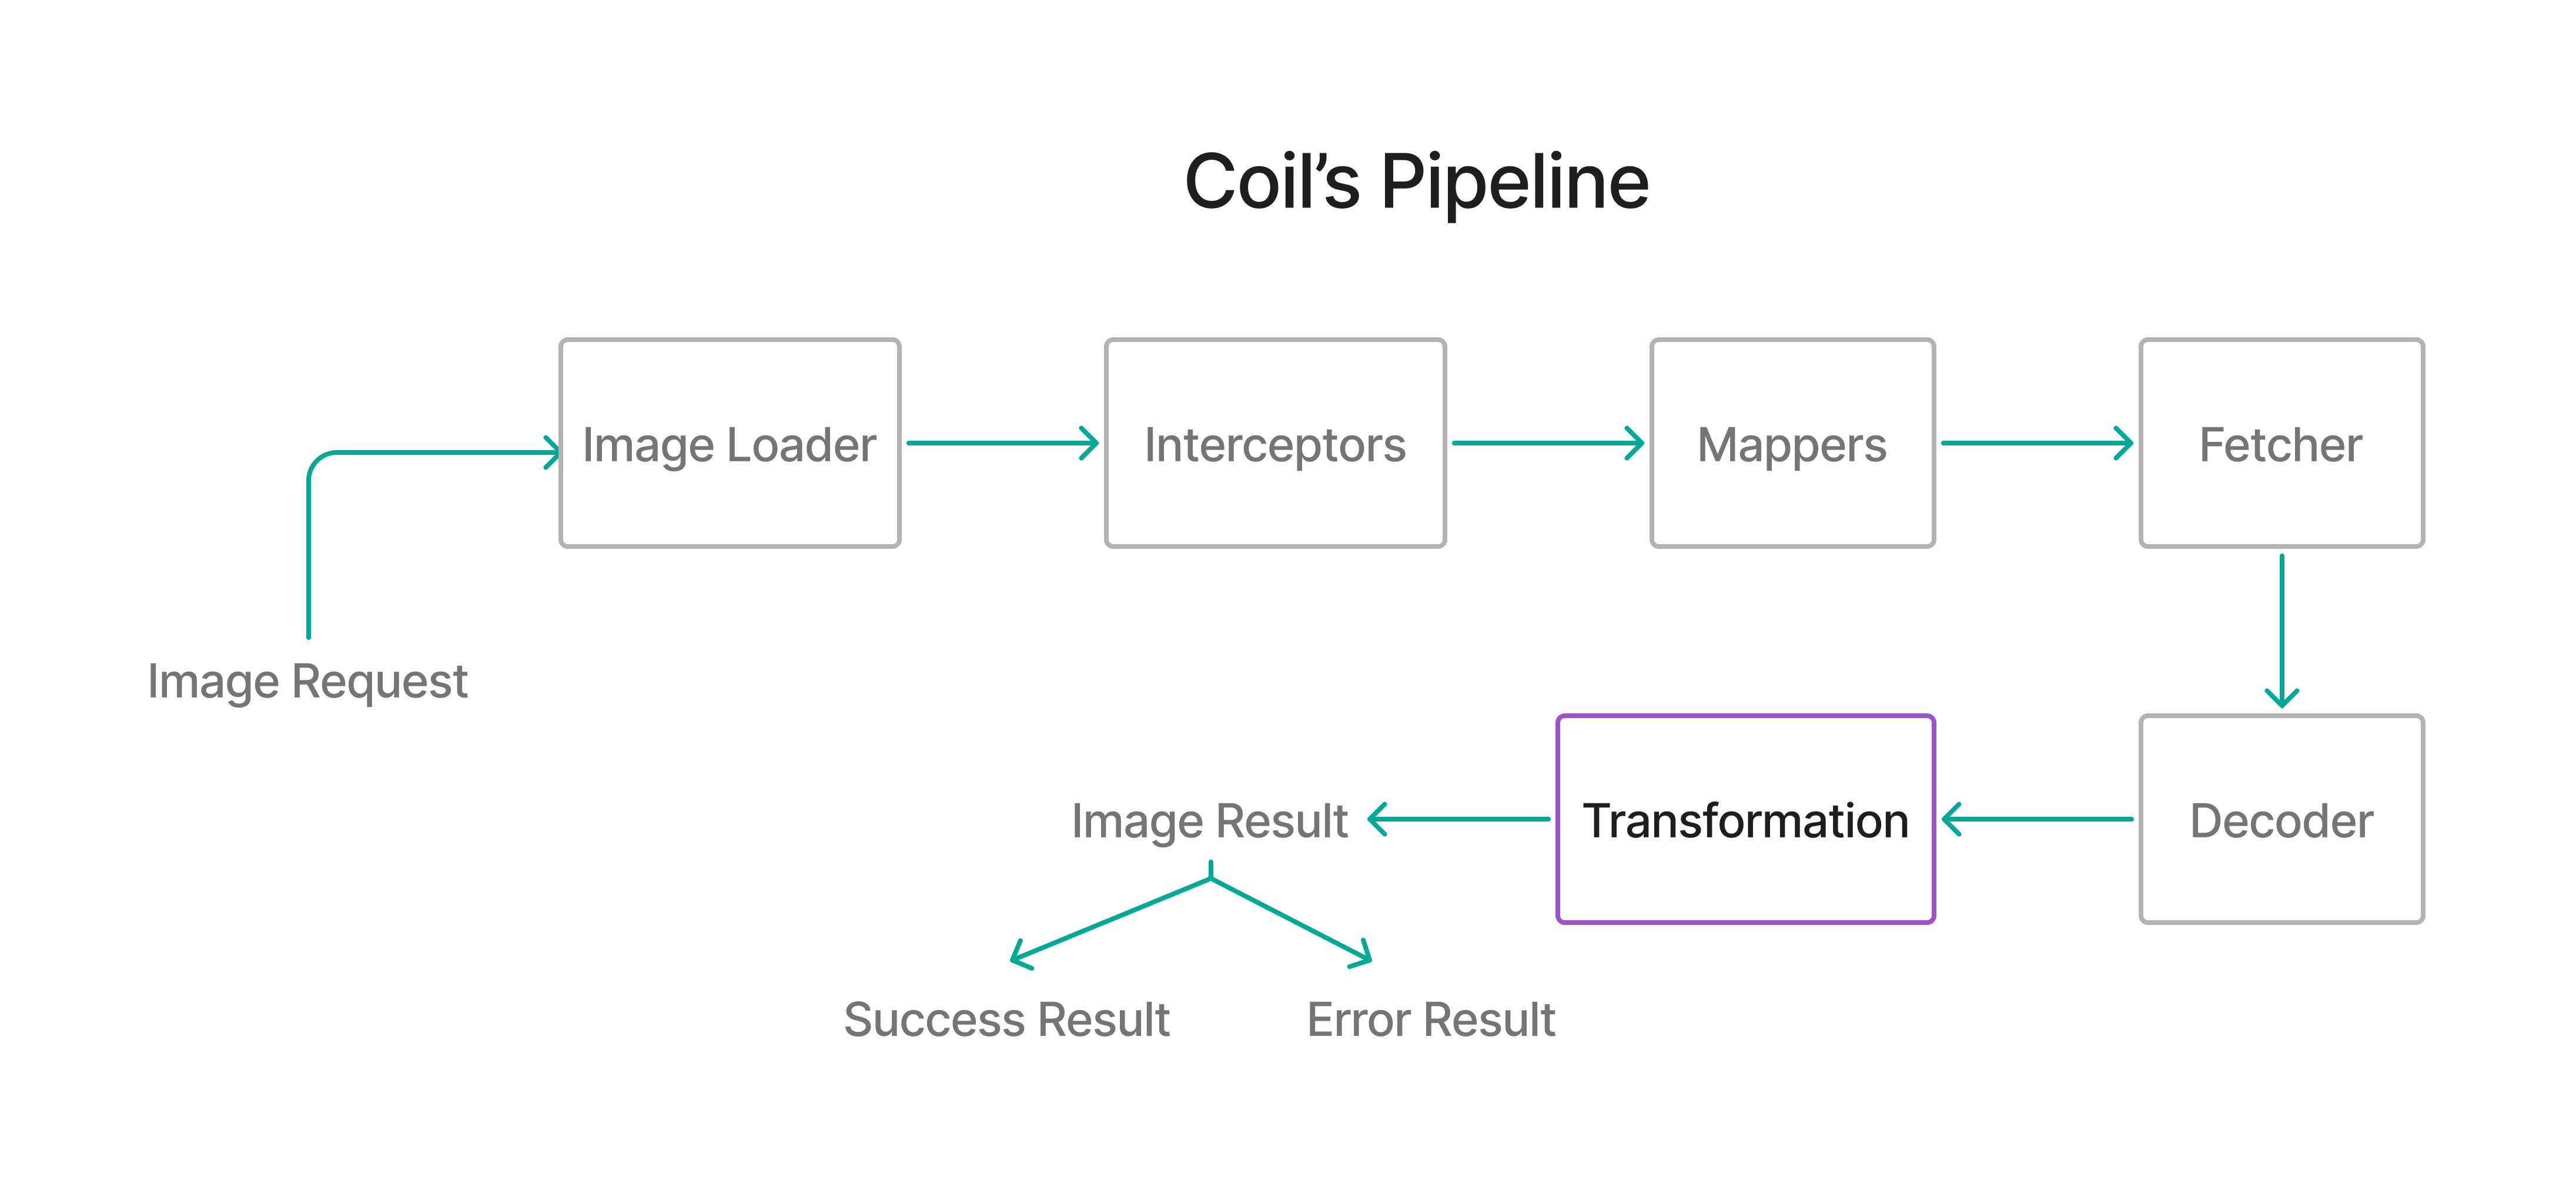 Coil’s Pipeline
Image Loader
Interceptors
Mappers
Fetcher
Image Request
Image Result
Transformation
Decoder
Success Result
Error Result